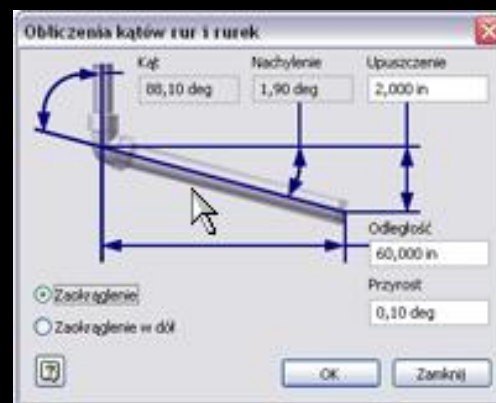 Obliczenia kątów rur i rurek
Kąt Nachylenie Upuszczenie
88,10 deg 1,90 deg 2,000 in
Odległość
60,000 in
Przyrost
0,10 deg
Zaokrąglenie
Zaokrąglenie w dół
OK Zamknij